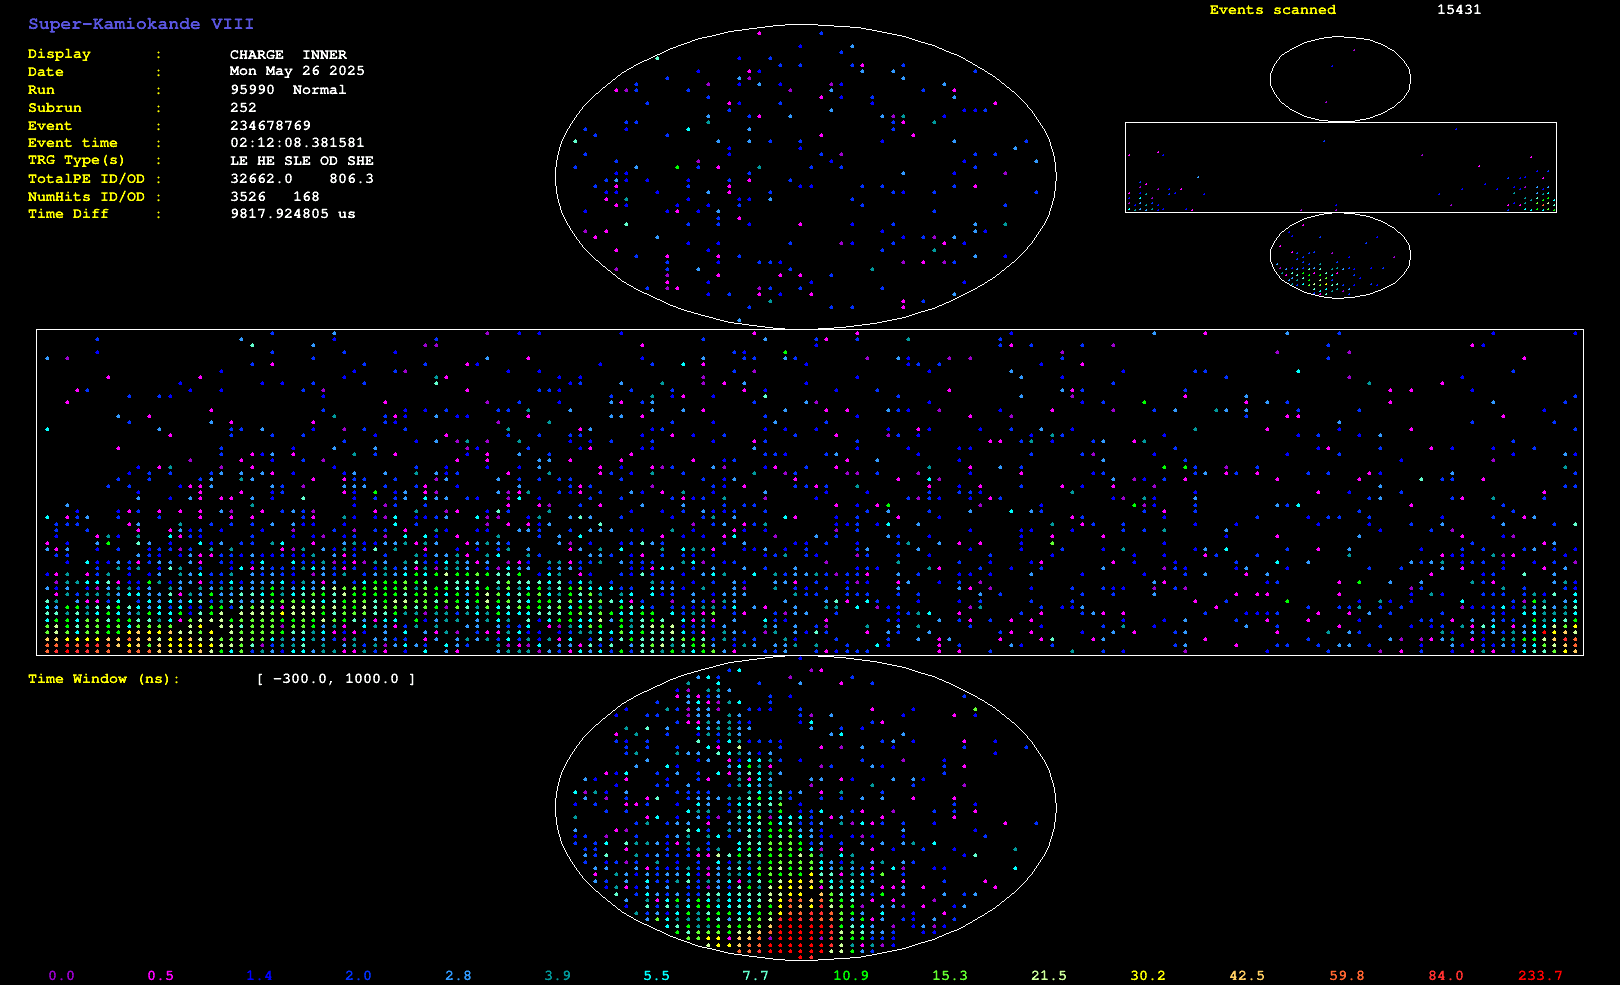 Super-Kamiokande VIII
Events scanned 15431
Display : CHARGE INNER
Date : Mon May 26 2025
Run : 95990 Normal
Subrun : 252
Event : 234678769
Event time : 02:12:08.381581
TRG Type(s) : LE HE SLE OD SHE
TotalPE ID/OD : 32662.0 806.3
NumHits ID/OD : 3526 168
Time Diff : 9817.924805 us
Time Window (ns): [ -300.0, 1000.0 ]
0.0 0.5 1.4 2.0 2.8 3.9 5.5 7.7 10.9 15.3 21.5 30.2 42.5 59.8 84.0 233.7